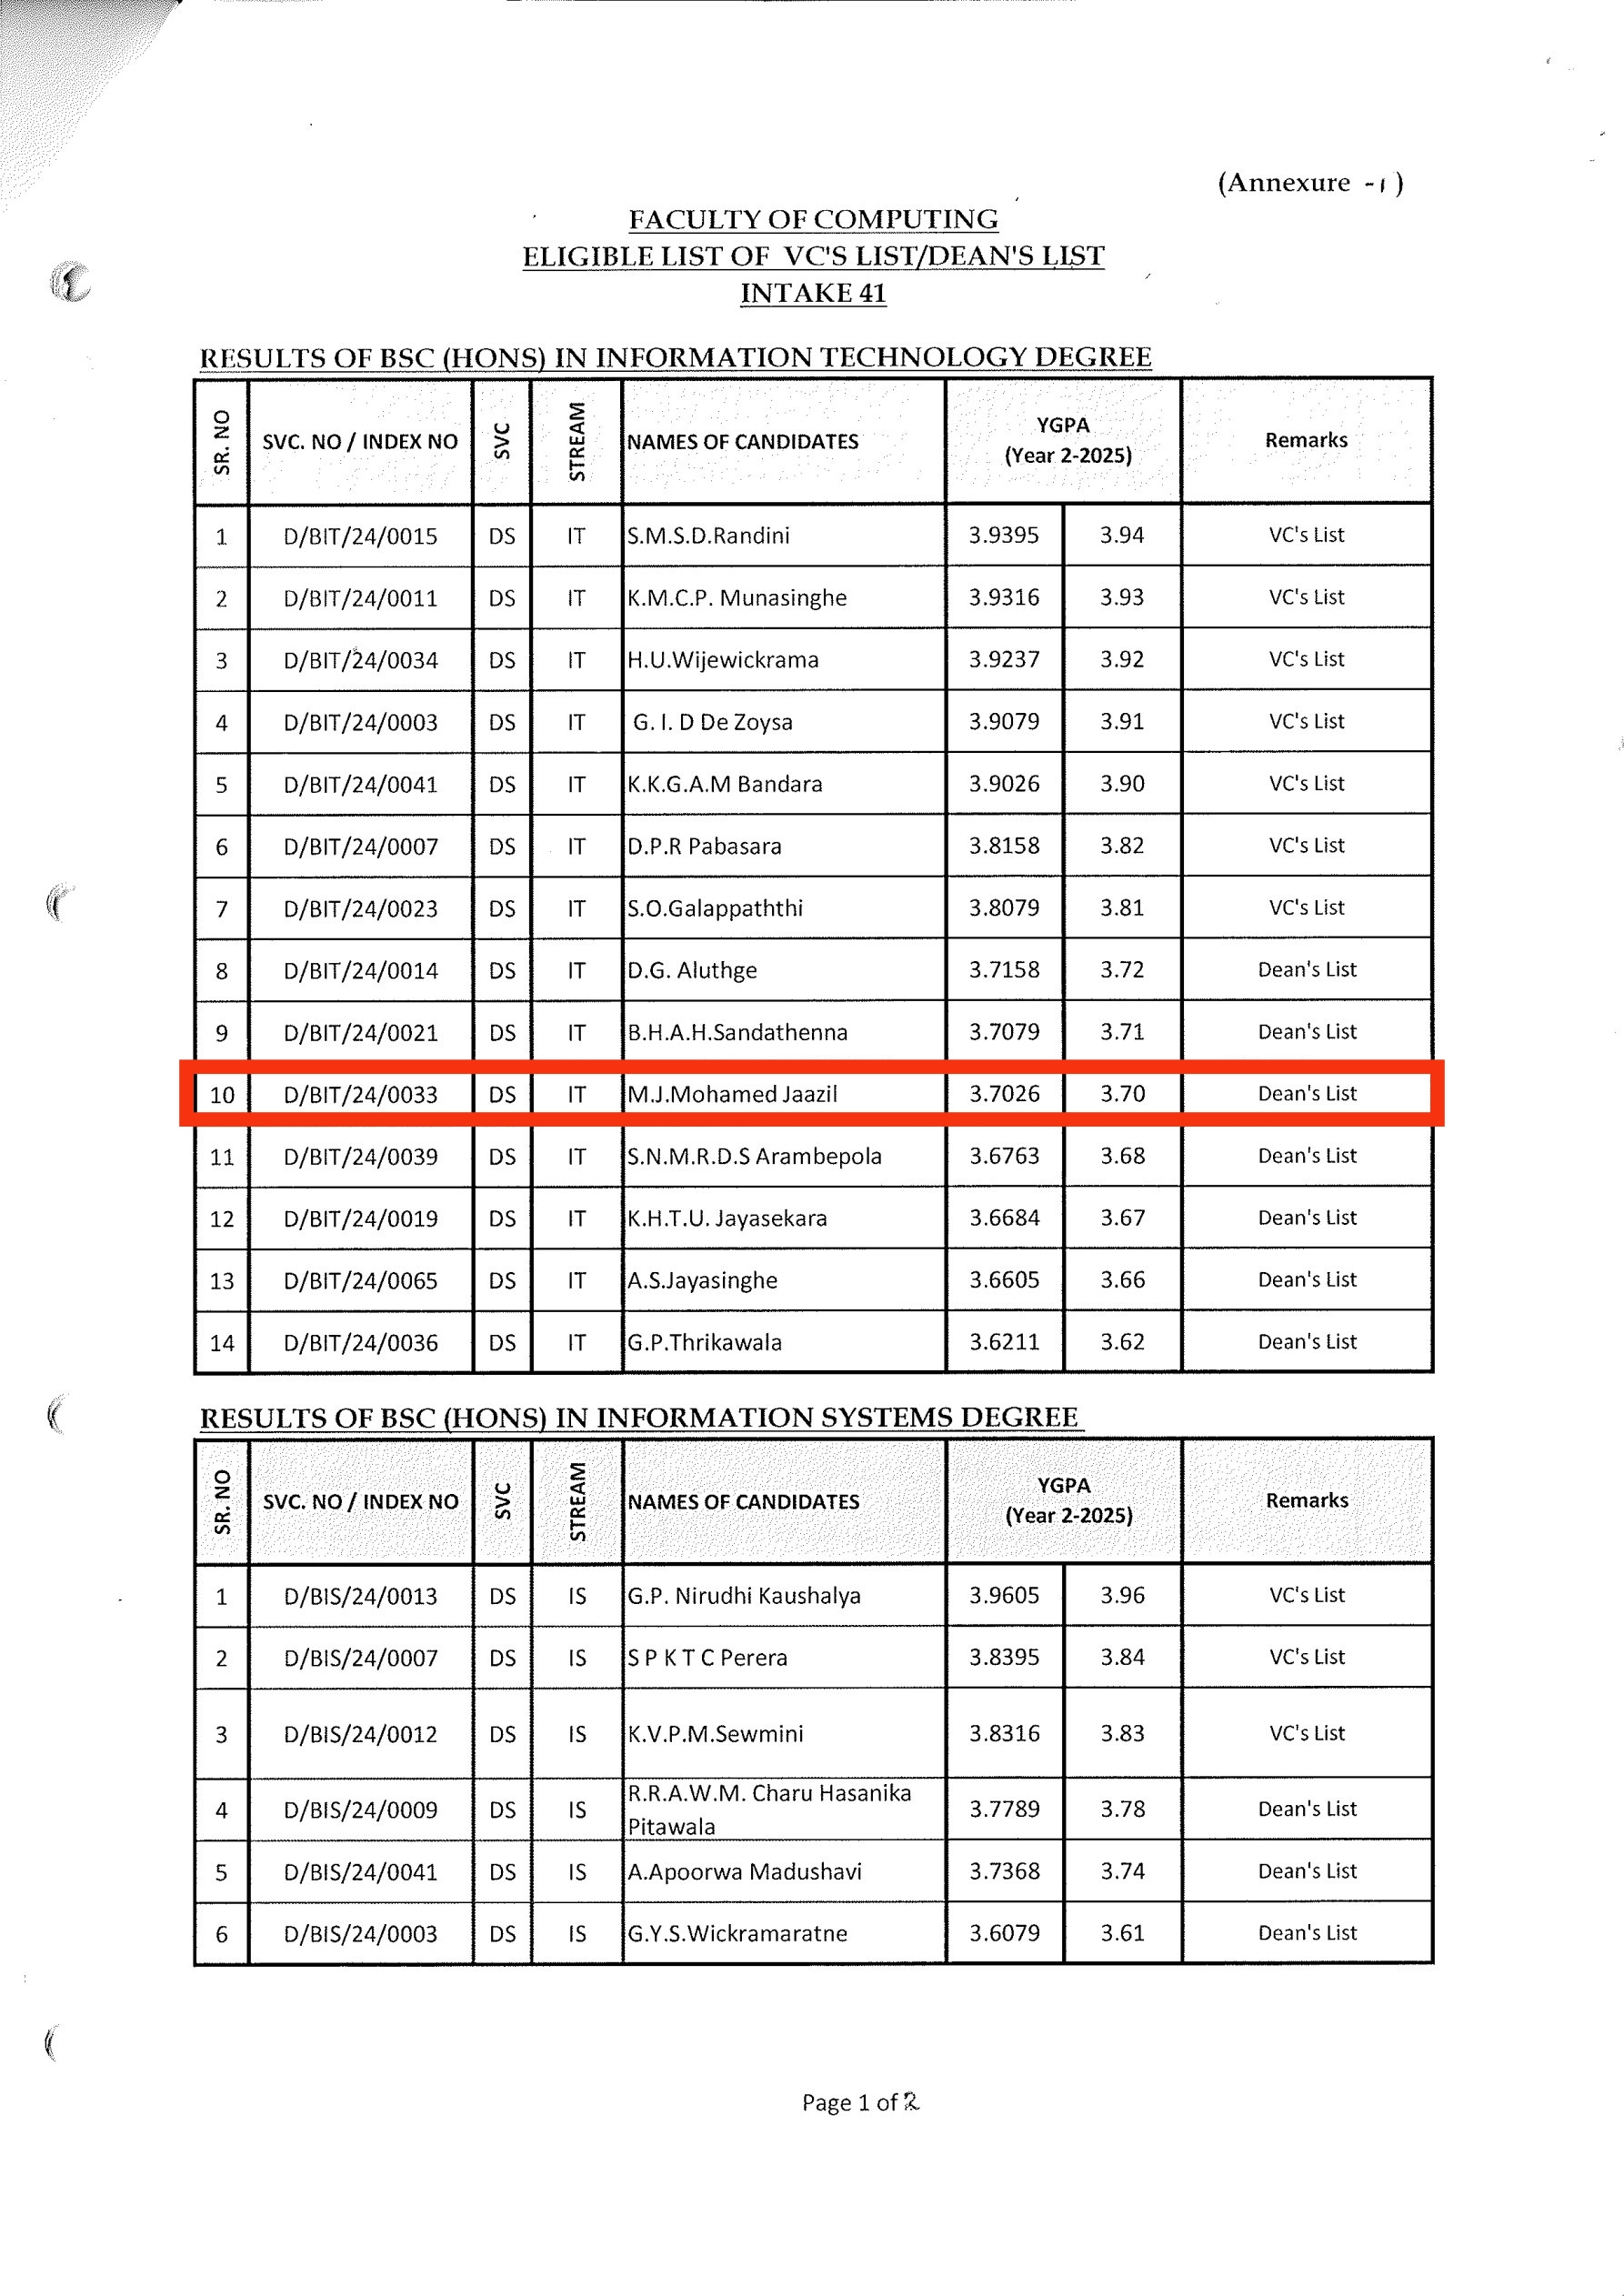 (Annexure -1)
FACULTY OF COMPUTING
ELIGIBLE LIST OF VC'S LIST/DEAN'S LIST
INTAKE 41
RESULTS OF BSC (HONS) IN INFORMATION TECHNOLOGY DEGREE
SR. NO SVC. NO / INDEX NO SVC STREAM NAMES OF CANDIDATES YGPA (Year 2-2025) Remarks
1 D/BIT/24/0015 DS IT S.M.S.D.Randini 3.9395 3.94 VC's List
2 D/BIT/24/0011 DS IT K.M.C.P. Munasinghe 3.9316 3.93 VC's List
3 D/BIT/24/0034 DS IT H.U.Wijewickrama 3.9237 3.92 VC's List
4 D/BIT/24/0003 DS IT G. I. D De Zoysa 3.9079 3.91 VC's List
5 D/BIT/24/0041 DS IT K.K.G.A.M Bandara 3.9026 3.90 VC's List
6 D/BIT/24/0007 DS IT D.P.R Pabasara 3.8158 3.82 VC's List
7 D/BIT/24/0023 DS IT S.O.Galappaththi 3.8079 3.81 VC's List
8 D/BIT/24/0014 DS IT D.G. Aluthge 3.7158 3.72 Dean's List
9 D/BIT/24/0021 DS IT B.H.A.H.Sandathenna 3.7079 3.71 Dean's List
10 D/BIT/24/0033 DS IT M.J.Mohamed Jaazil 3.7026 3.70 Dean's List
11 D/BIT/24/0039 DS IT S.N.M.R.D.S Arambepola 3.6763 3.68 Dean's List
12 D/BIT/24/0019 DS IT K.H.T.U. Jayasekara 3.6684 3.67 Dean's List
13 D/BIT/24/0065 DS IT A.S.Jayasinghe 3.6605 3.66 Dean's List
14 D/BIT/24/0036 DS IT G.P.Thrikawala 3.6211 3.62 Dean's List
RESULTS OF BSC (HONS) IN INFORMATION SYSTEMS DEGREE
SR. NO SVC. NO / INDEX NO SVC STREAM NAMES OF CANDIDATES YGPA (Year 2-2025) Remarks
1 D/BIS/24/0013 DS IS G.P. Nirudhi Kaushalya 3.9605 3.96 VC's List
2 D/BIS/24/0007 DS IS S P K T C Perera 3.8395 3.84 VC's List
3 D/BIS/24/0012 DS IS K.V.P.M.Sewmini 3.8316 3.83 VC's List
4 D/BIS/24/0009 DS IS R.R.A.W.M. Charu Hasanika Pitawala 3.7789 3.78 Dean's List
5 D/BIS/24/0041 DS IS A.Apoorwa Madushavi 3.7368 3.74 Dean's List
6 D/BIS/24/0003 DS IS G.Y.S.Wickramaratne 3.6079 3.61 Dean's List
Page 1 of 2